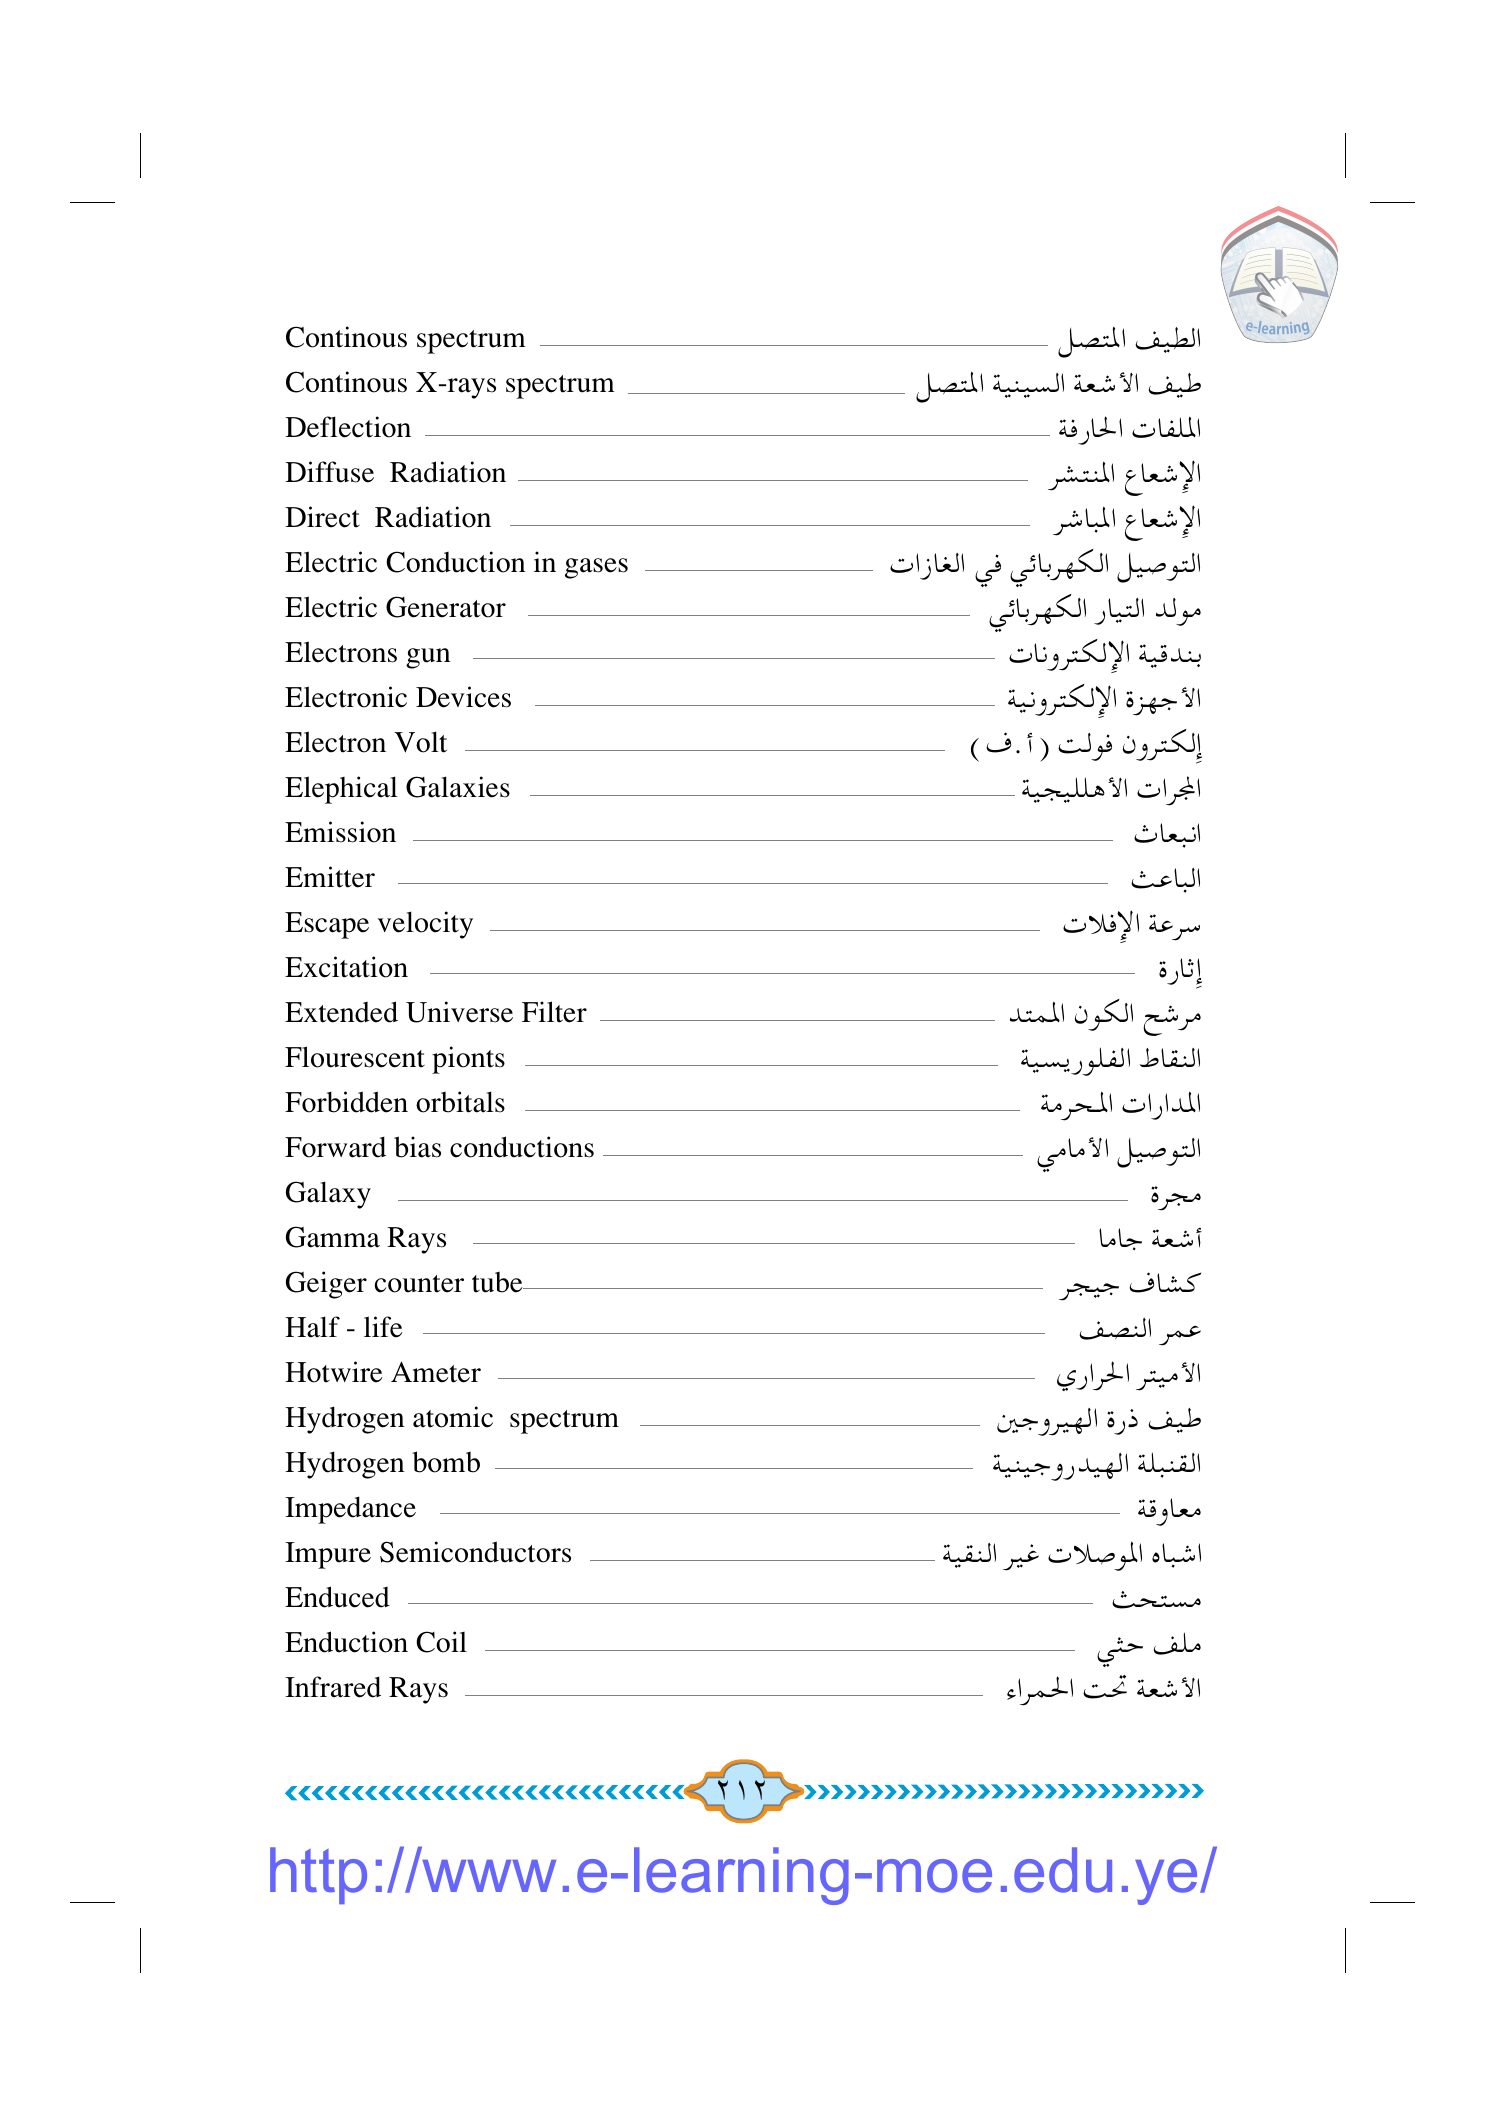 e-learning
Continous spectrum الطيف المتصل
Continous X-rays spectrum طيف الأشعة السينية المتصل
Deflection الملفات الحارفة
Diffuse Radiation الإشعاع المنتشر
Direct Radiation الإشعاع المباشر
Electric Conduction in gases التوصيل الكهربائي في الغازات
Electric Generator مولد التيار الكهربائي
Electrons gun بندقية الإلكترونات
Electronic Devices الأجهزة الإلكترونية
Electron Volt إلكترون فولت (أ.ف)
Elephical Galaxies المجرات الأهلليجية
Emission انبعاث
Emitter الباعث
Escape velocity سرعة الإفلات
Excitation إثارة
Extended Universe Filter مرشح الكون الممتد
Flourescent pionts النقاط الفلوريسية
Forbidden orbitals المدارات المحرمة
Forward bias conductions التوصيل الأمامي
Galaxy مجرة
Gamma Rays أشعة جاما
Geiger counter tube كشاف جيجر
Half - life عمر النصف
Hotwire Ameter الأميتر الحراري
Hydrogen atomic spectrum طيف ذرة الهيروجين
Hydrogen bomb القنبلة الهيدروجينية
Impedance معاوقة
Impure Semiconductors اشباه الموصلات غير النقية
Enduced مستحث
Enduction Coil ملف حثي
Infrared Rays الأشعة تحت الحمراء
٢١٢
http://www.e-learning-moe.edu.ye/